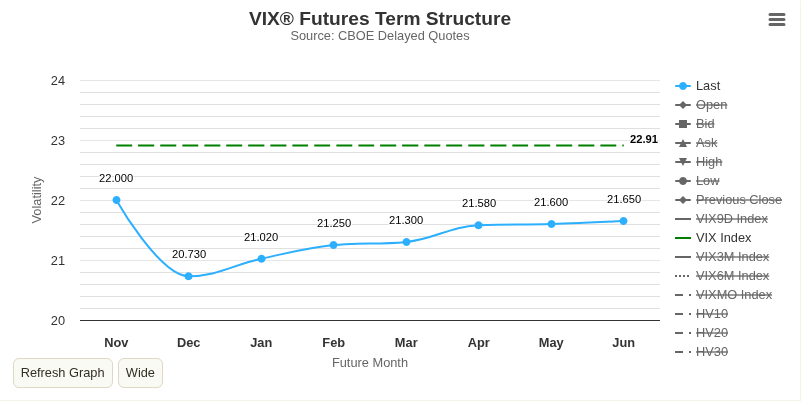 VIX® Futures Term Structure
Source: CBOE Delayed Quotes
Volatility
24
23
22
21
20
22.91
22.000
20.730
21.020
21.250
21.300
21.580
21.600
21.650
Nov Dec Jan Feb Mar Apr May Jun
Future Month
Last
Open
Bid
Ask
High
Low
Previous Close
VIX9D Index
VIX Index
VIX3M Index
VIX6M Index
VIXMO Index
HV10
HV20
HV30
Refresh Graph
Wide